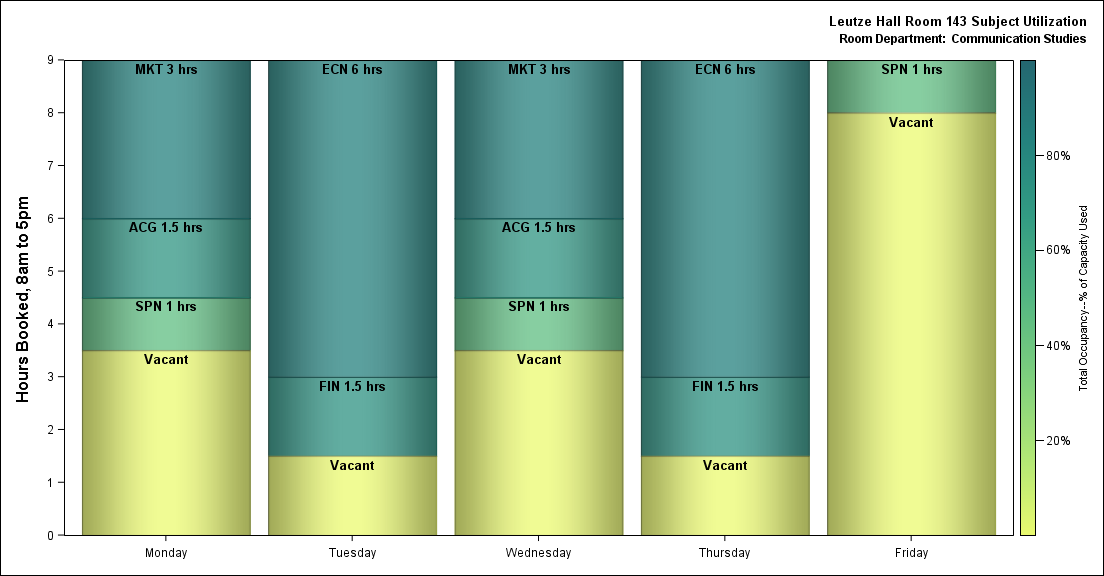 Leutze Hall Room 143 Subject Utilization
Room Department: Communication Studies
Hours Booked, 8am to 5pm
9
8
7
6
5
4
3
2
1
0
MKT 3 hrs
ACG 1.5 hrs
SPN 1 hrs
Vacant
ECN 6 hrs
FIN 1.5 hrs
Vacant
MKT 3 hrs
ACG 1.5 hrs
SPN 1 hrs
Vacant
ECN 6 hrs
FIN 1.5 hrs
Vacant
SPN 1 hrs
Vacant
Monday
Tuesday
Wednesday
Thursday
Friday
80%
60%
40%
20%
Total Occupancy--% of Capacity Used